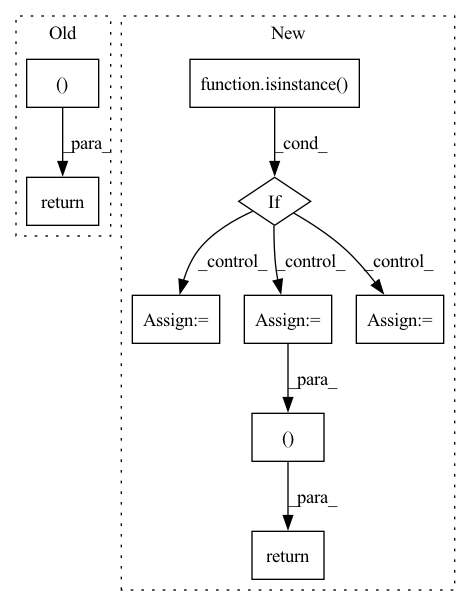 Old
New
()
function.isinstance()
_para_
_cond_
return
If
_control_
_control_
_control_
Assign:=
Assign:=
Assign:=
_para_
()
_para_
return